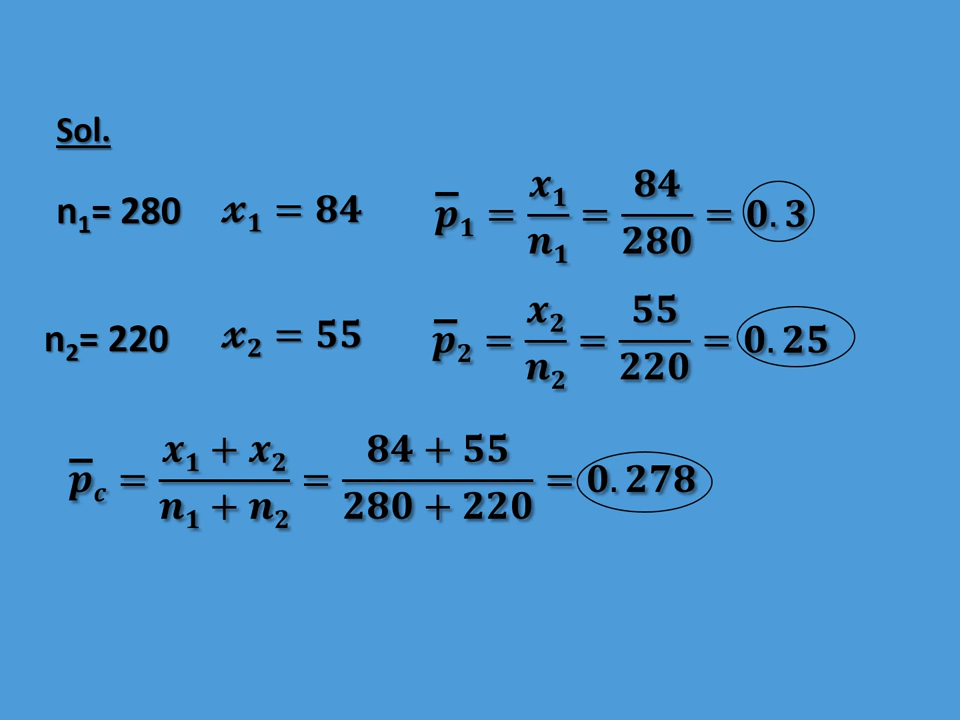 Sol.
n₁= 280 𝒙₁ = 84 p̅₁ = x₁/n₁ = 84/280 = 0.3
n₂= 220 𝒙₂ = 55 p̅₂ = x₂/n₂ = 55/220 = 0.25
p̅c = (x₁ + x₂)/(n₁ + n₂) = (84 + 55)/(280 + 220) = 0.278